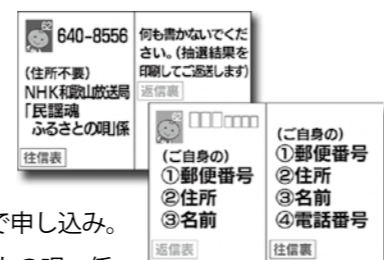 62
640-8556
(住所不要)
NHK和歌山放送局
「民謡魂
ふるさとの唄」係
往信表
何も書かないでくだ
さい。(抽選結果を
印刷してご返送します)
返信裏
(ご自身の)
①郵便番号
②住所
③名前
返信表
(ご自身の)
①郵便番号
②住所
③名前
④電話番号
往信裏
で申し込み。